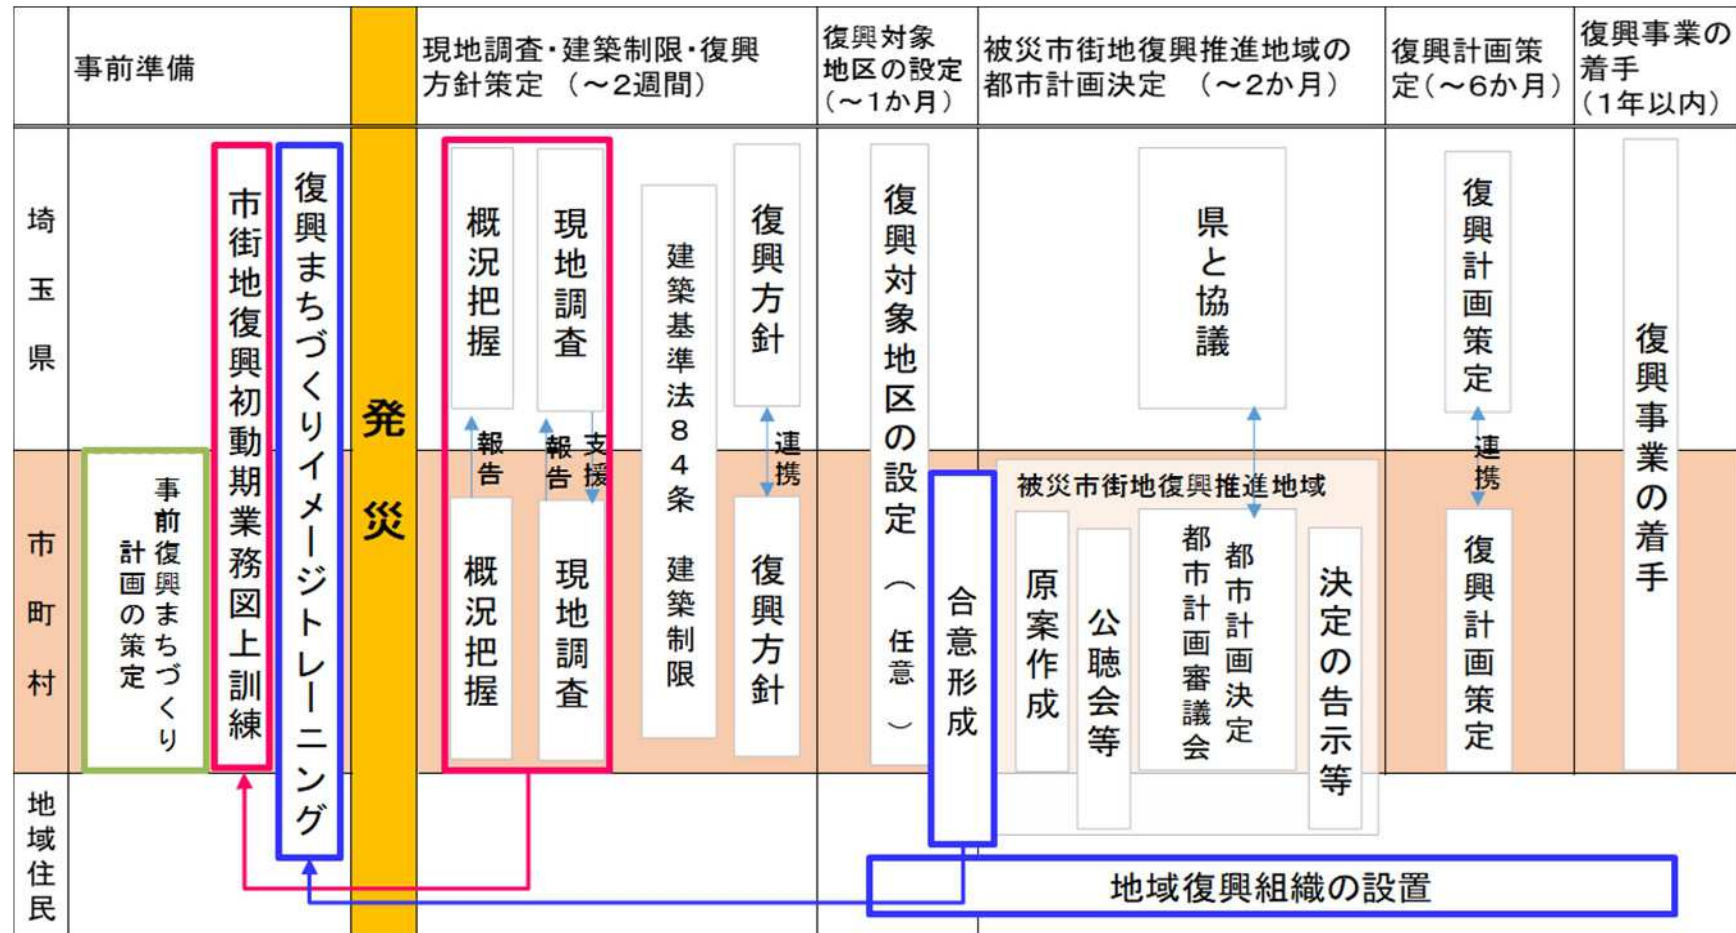 事前準備
現地調査・建築制限・復興
方針策定 （～2週間）
復興対象
地区の設定
（～1か月）
被災市街地復興推進地域の
都市計画決定 （～2か月）
復興計画策
定（～6か月）
復興事業の
着手
（1年以内）
埼玉県
市町村
地域住民
事前復興まちづくり
計画の策定
市街地復興初動期業務図上訓練
復興まちづくりイメージトレーニング
発災
概況把握
現地調査
報告
報告
支援
概況把握
現地調査
建築基準法84条 建築制限
復興方針
連携
復興方針
復興対象地区の設定（任意）
合意形成
県と協議
被災市街地復興推進地域
原案作成
公聴会等
都市計画決定
都市計画審議会
決定の告示等
復興計画策定
連携
復興計画策定
復興事業の着手
地域復興組織の設置